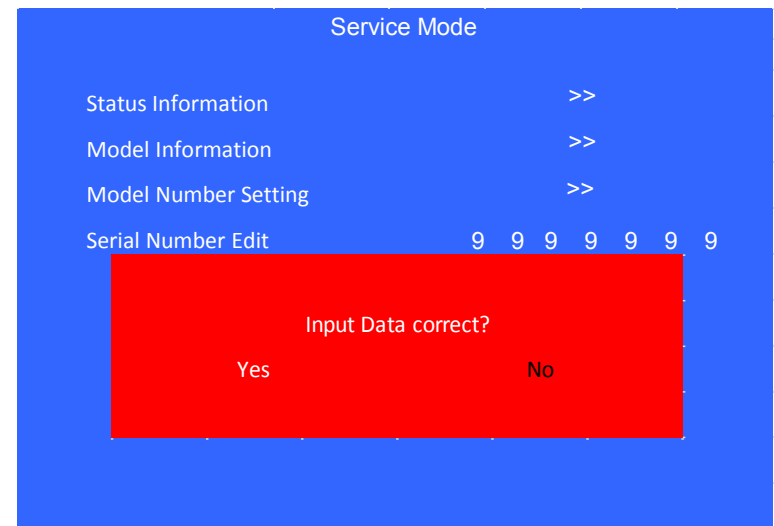 Service Mode
Status Information >>
Model Information >>
Model Number Setting >>
Serial Number Edit 9 9 9 9 9 9 9
Input Data correct?
Yes No